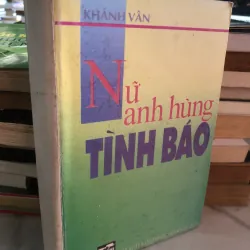 KHÁNH VÂN
Nữ
anh hùng
TÌNH BÁO